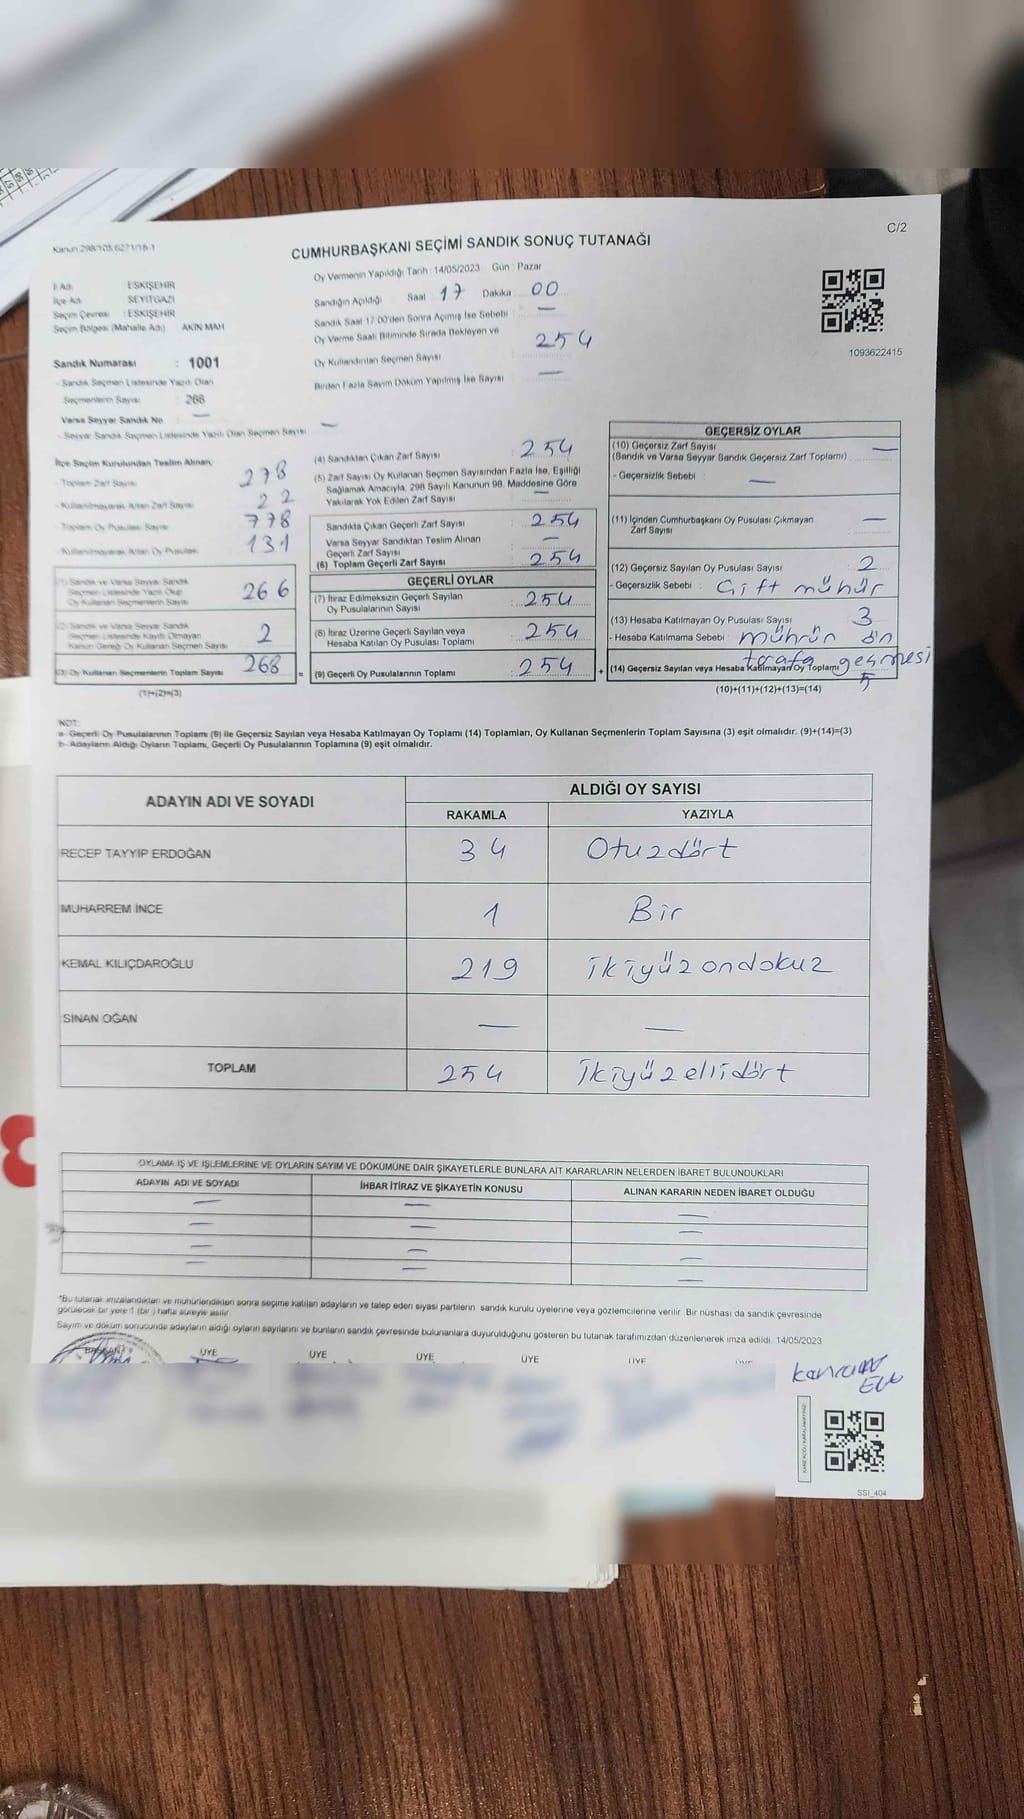 Kanun 298/105,6271/18-1
C/2
CUMHURBAŞKANI SEÇİMİ SANDIK SONUÇ TUTANAĞI
İl Adı : ESKİŞEHİR
İlçe Adı : SEYİTGAZİ
Seçim Çevresi : ESKİŞEHİR
Seçim Bölgesi (Mahalle Adı) AKIN MAH
Sandık Numarası : 1001
- Sandık Seçmen Listesinde Yazılı Olan
Seçmenlerin Sayısı : 266
Varsa Seyyar Sandık No : —
- Seyyar Sandık Seçmen Listesinde Yazılı Olan Seçmen Sayısı —
Oy Vermenin Yapıldığı Tarih : 14/05/2023 Gün : Pazar
Sandığın Açıldığı Saat 17 Dakika 00
Sandık Saat 17:00'den Sonra Açımış İse Sebebi : —
Oy Verme Saati Bitiminde Sırada Bekleyen ve
Oy Kullandırılan Seçmen Sayısı : 254
Birden Fazla Sayım Döküm Yapılmış İse Sayısı : —
1093622415
İlçe Seçim Kurulundan Teslim Alınan;
- Toplam Zarf Sayısı 278
- Kullanılmayarak Artan Zarf Sayısı 22
- Toplam Oy Pusulası Sayısı 778
- Kullanılmayarak Artan Oy Pusulası 131
(1) Sandık ve Varsa Seyyar Sandık
Seçmen Listesinde Yazılı Olup
Oy Kullanan Seçmenlerin Sayısı 266
(2) Sandık ve Varsa Seyyar Sandık
Seçmen Listesinde Kayıtlı Olmayan
Kanun Gereği Oy Kullanan Seçmen Sayısı 2
(3) Oy Kullanan Seçmenlerin Toplam Sayısı 268 =
(1)+(2)=(3)
(4) Sandıktan Çıkan Zarf Sayısı : 254
(5) Zarf Sayısı Oy Kullanan Seçmen Sayısından Fazla İse, Eşitliği
Sağlamak Amacıyla, 298 Sayılı Kanunun 98. Maddesine Göre
Yakılarak Yok Edilen Zarf Sayısı : —
Sandıkta Çıkan Geçerli Zarf Sayısı : 254
Varsa Seyyar Sandıktan Teslim Alınan
Geçerli Zarf Sayısı : —
(6) Toplam Geçerli Zarf Sayısı : 254
GEÇERLİ OYLAR
(7) İtiraz Edilmeksizin Geçerli Sayılan
Oy Pusulalarının Sayısı : 254
(8) İtiraz Üzerine Geçerli Sayılan veya
Hesaba Katılan Oy Pusulası Toplamı : 254
(9) Geçerli Oy Pusulalarının Toplamı : 254 +
GEÇERSİZ OYLAR
(10) Geçersiz Zarf Sayısı
(Sandık ve Varsa Seyyar Sandık Geçersiz Zarf Toplamı) : —
- Geçersizlik Sebebi : —
(11) İçinden Cumhurbaşkanı Oy Pusulası Çıkmayan
Zarf Sayısı : —
(12) Geçersiz Sayılan Oy Pusulası Sayısı : 2
- Geçersizlik Sebebi : Çift mühür
(13) Hesaba Katılmayan Oy Pusulası Sayısı : 3
- Hesaba Katılmama Sebebi : mührün ön
tarafa geçmesi
(14) Geçersiz Sayılan veya Hesaba Katılmayan Oy Toplamı : 5
(10)+(11)+(12)+(13)=(14)
NOT:
a- Geçerli Oy Pusulalarının Toplamı (9) ile Geçersiz Sayılan veya Hesaba Katılmayan Oy Toplamı (14) Toplamları, Oy Kullanan Seçmenlerin Toplam Sayısına (3) eşit olmalıdır. (9)+(14)=(3)
b- Adayların Aldığı Oyların Toplamı, Geçerli Oy Pusulalarının Toplamına (9) eşit olmalıdır.
ADAYIN ADI VE SOYADI ALDIĞI OY SAYISI
RAKAMLA YAZIYLA
RECEP TAYYİP ERDOĞAN 34 Otuzdört
MUHARREM İNCE 1 Bir
KEMAL KILIÇDAROĞLU 219 ikiyüzondokuz
SİNAN OĞAN — —
TOPLAM 254 ikiyüzellidört
OYLAMA İŞ VE İŞLEMLERİNE VE OYLARIN SAYIM VE DÖKÜMÜNE DAİR ŞİKAYETLERLE BUNLARA AİT KARARLARIN NELERDEN İBARET BULUNDUKLARI
ADAYIN ADI VE SOYADI İHBAR İTİRAZ VE ŞİKAYETİN KONUSU ALINAN KARARIN NEDEN İBARET OLDUĞU
— — —
— — —
— — —
— — —
*Bu tutanak imzalandıktan ve mühürlendikten sonra seçime katılan adayların ve talep eden siyasi partilerin sandık kurulu üyelerine veya gözlemcilerine verilir. Bir nüshası da sandık çevresinde
görülecek bir yere 1 (bir ) hafta süreyle asılır.
Sayım ve döküm sonucunda adayların aldığı oyların sayılarını ve bunların sandık çevresinde bulunanlara duyurulduğunu gösteren bu tutanak tarafımızdan düzenlenerek imza edildi. 14/05/2023
BAŞKAN ÜYE ÜYE ÜYE ÜYE ÜYE ÜYE
KARE KODU KARALAMAYINIZ!
SSI_404